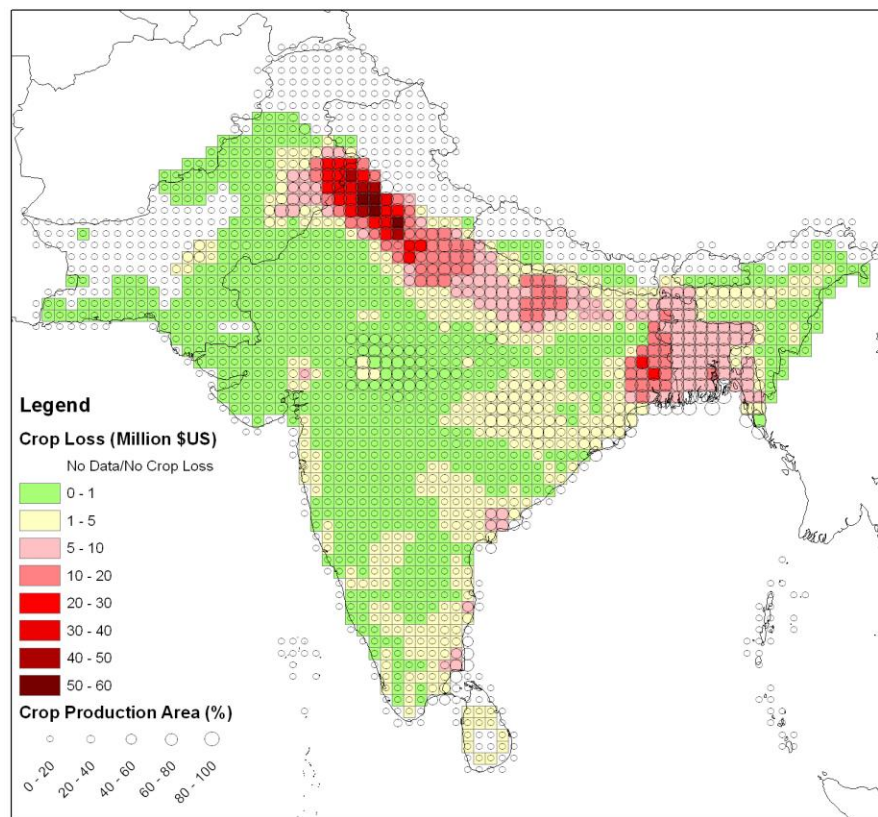 Legend
Crop Loss (Million $US)
No Data/No Crop Loss
0 - 1
1 - 5
5 - 10
10 - 20
20 - 30
30 - 40
40 - 50
50 - 60
Crop Production Area (%)
0 - 20
20 - 40
40 - 60
60 - 80
80 - 100